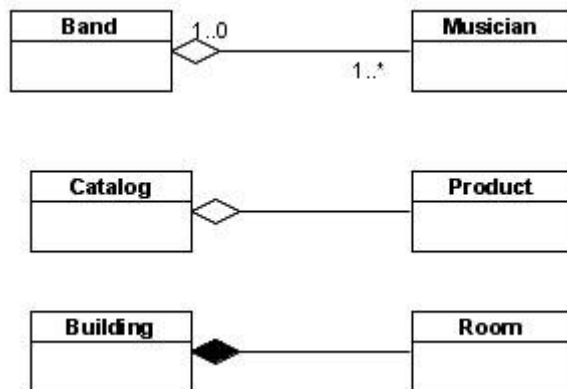 Band
Musician
1..0
1..*
Catalog
Product
Building
Room